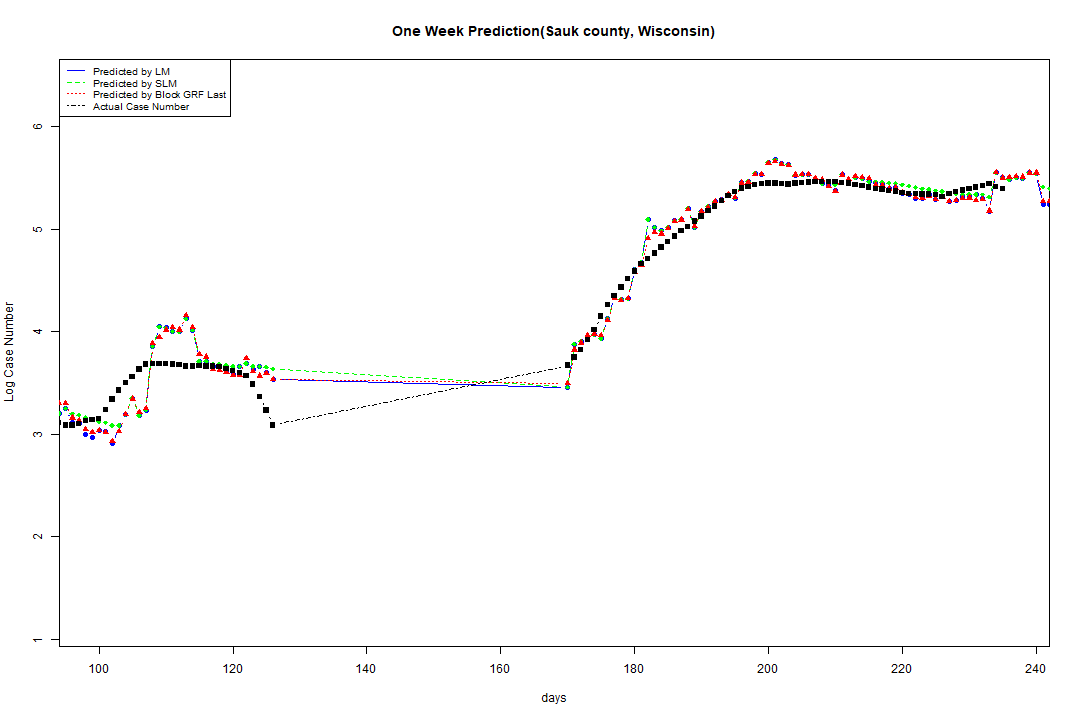 One Week Prediction(Sauk county, Wisconsin)
Predicted by LM
Predicted by SLM
Predicted by Block GRF Last
Actual Case Number
6
5
4
3
2
1
Log Case Number
100 120 140 160 180 200 220 240
days